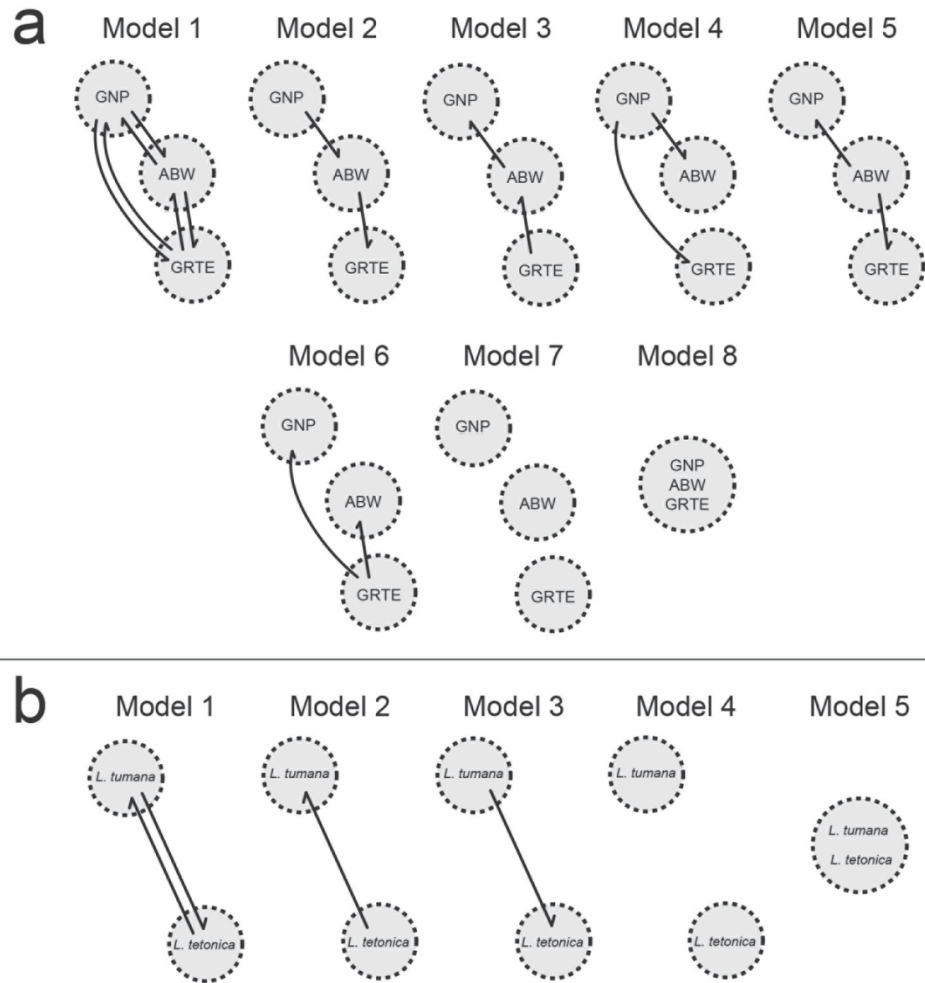 a
Model 1 Model 2 Model 3 Model 4 Model 5
GNP GNP GNP GNP GNP
ABW ABW ABW ABW ABW
GRTE GRTE GRTE GRTE GRTE
Model 6 Model 7 Model 8
GNP GNP GNP
ABW
GRTE
ABW ABW
GRTE GRTE
b
Model 1 Model 2 Model 3 Model 4 Model 5
L. tumana L. tumana L. tumana L. tumana
L. tumana
L. tetonica
L. tetonica L. tetonica L. tetonica L. tetonica